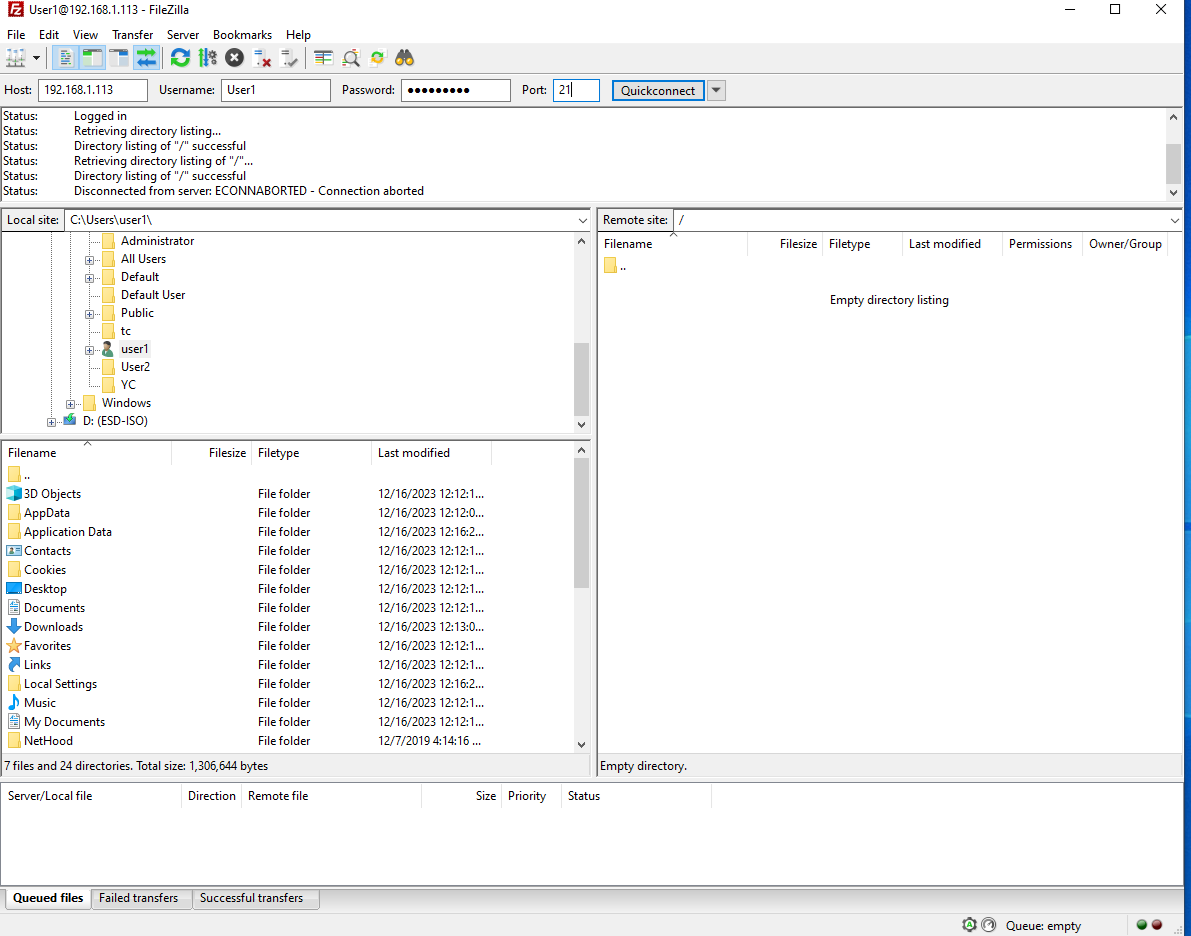 User1@192.168.1.113 - FileZilla
File Edit View Transfer Server Bookmarks Help
Host: 192.168.1.113 Username: User1 Password: ●●●●●●●●● Port: 21 Quickconnect
Status: Logged in
Status: Retrieving directory listing...
Status: Directory listing of "/" successful
Status: Retrieving directory listing of "/"...
Status: Directory listing of "/" successful
Status: Disconnected from server: ECONNABORTED - Connection aborted
Local site: C:\Users\user1\
Administrator
All Users
Default
Default User
Public
tc
user1
User2
YC
Windows
D: (ESD-ISO)
Filename Filesize Filetype Last modified
..
3D Objects File folder 12/16/2023 12:12:1...
AppData File folder 12/16/2023 12:12:0...
Application Data File folder 12/16/2023 12:16:2...
Contacts File folder 12/16/2023 12:12:1...
Cookies File folder 12/16/2023 12:12:1...
Desktop File folder 12/16/2023 12:12:1...
Documents File folder 12/16/2023 12:12:1...
Downloads File folder 12/16/2023 12:13:0...
Favorites File folder 12/16/2023 12:12:1...
Links File folder 12/16/2023 12:12:1...
Local Settings File folder 12/16/2023 12:16:2...
Music File folder 12/16/2023 12:12:1...
My Documents File folder 12/16/2023 12:12:1...
NetHood File folder 12/7/2019 4:14:16 ...
7 files and 24 directories. Total size: 1,306,644 bytes
Remote site: /
Filename Filesize Filetype Last modified Permissions Owner/Group
..
Empty directory listing
Empty directory.
Server/Local file Direction Remote file Size Priority Status
Queued files Failed transfers Successful transfers
Queue: empty